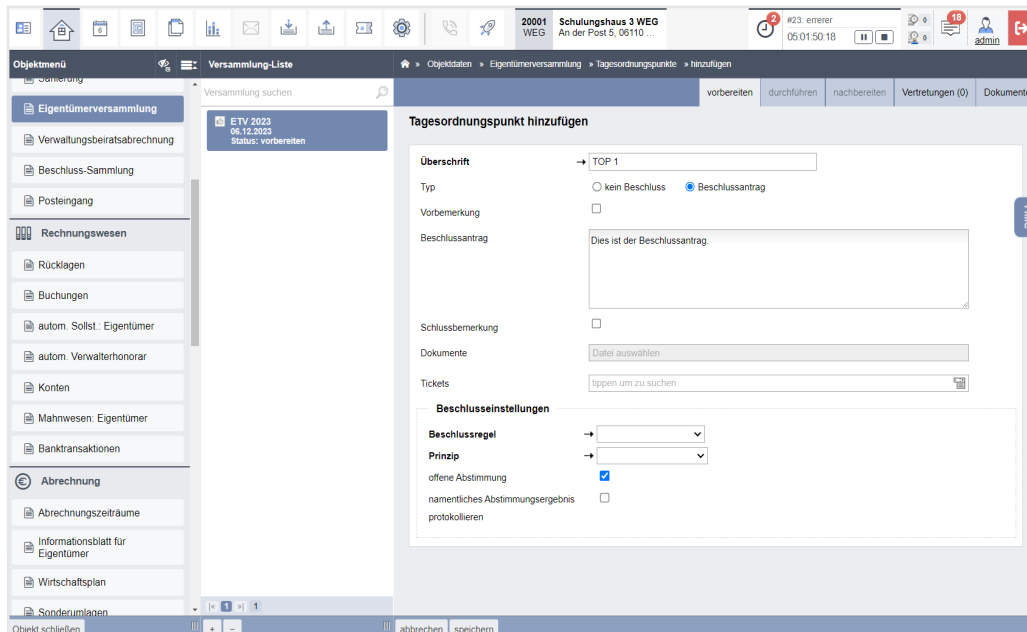 6
20001
WEG
Schulungshaus 3 WEG
An der Post 5, 06110 ...
2
#23: errerer
05:01:50:18
0
0
18
admin
Objektmenü
Versammlung-Liste
» Objektdaten » Eigentümerversammlung » Tagesordnungspunkte » hinzufügen
Sanierung
Eigentümerversammlung
Verwaltungsbeiratsabrechnung
Beschluss-Sammlung
Posteingang
Rechnungswesen
Rücklagen
Buchungen
autom. Sollst.: Eigentümer
autom. Verwalterhonorar
Konten
Mahnwesen: Eigentümer
Banktransaktionen
Abrechnung
Abrechnungszeiträume
Informationsblatt für
Eigentümer
Wirtschaftsplan
Sonderumlagen
Objekt schließen
Versammlung suchen
ETV 2023
06.12.2023
Status: vorbereiten
1 1
+ −
vorbereiten durchführen nachbereiten Vertretungen (0) Dokumente
Tagesordnungspunkt hinzufügen
Überschrift TOP 1
Typ kein Beschluss Beschlussantrag
Vorbemerkung
Beschlussantrag Dies ist der Beschlussantrag.
Schlussbemerkung
Dokumente Datei auswählen
Tickets tippen um zu suchen
Beschlusseinstellungen
Beschlussregel
Prinzip
offene Abstimmung
namentliches Abstimmungsergebnis
protokollieren
abbrechen speichern